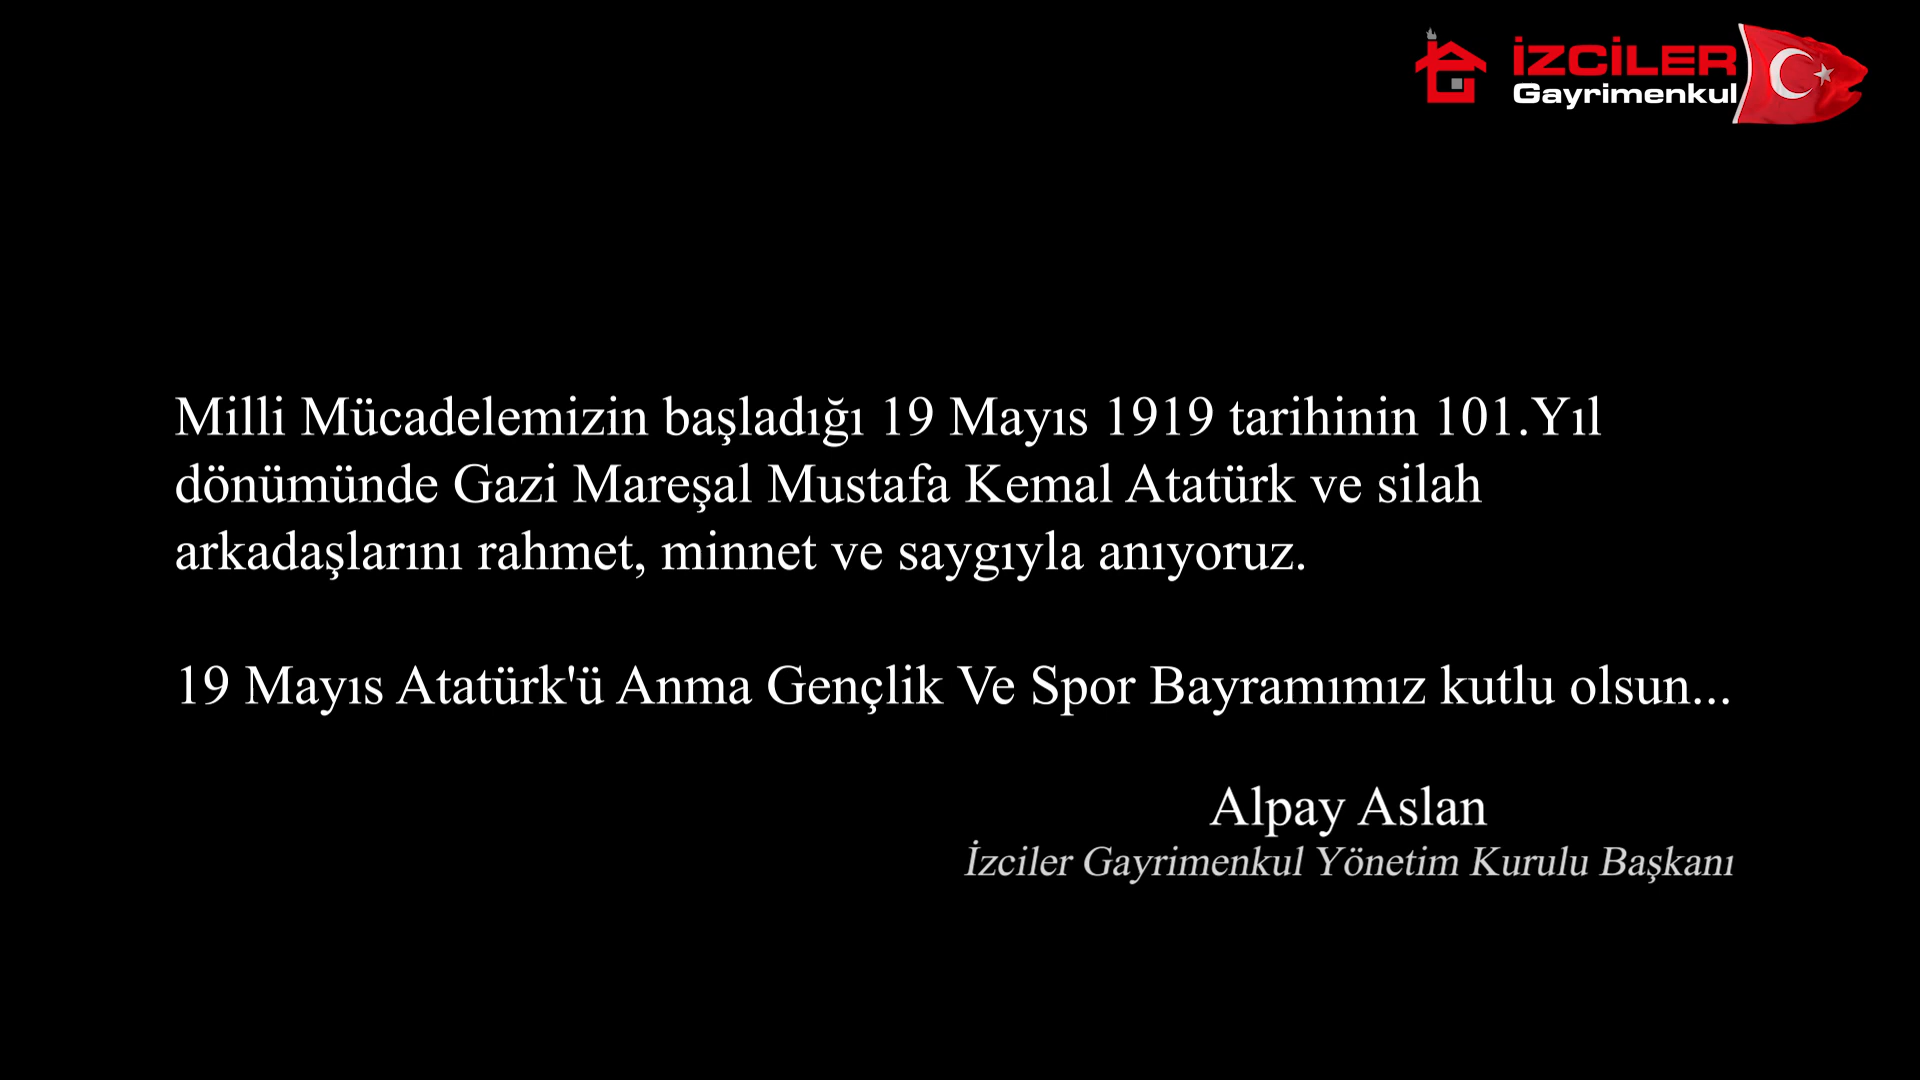 İZCİLER
Gayrimenkul
Milli Mücadelemizin başladığı 19 Mayıs 1919 tarihinin 101.Yıl
dönümünde Gazi Mareşal Mustafa Kemal Atatürk ve silah
arkadaşlarını rahmet, minnet ve saygıyla anıyoruz.
19 Mayıs Atatürk'ü Anma Gençlik Ve Spor Bayramımız kutlu olsun...
Alpay Aslan
İzciler Gayrimenkul Yönetim Kurulu Başkanı